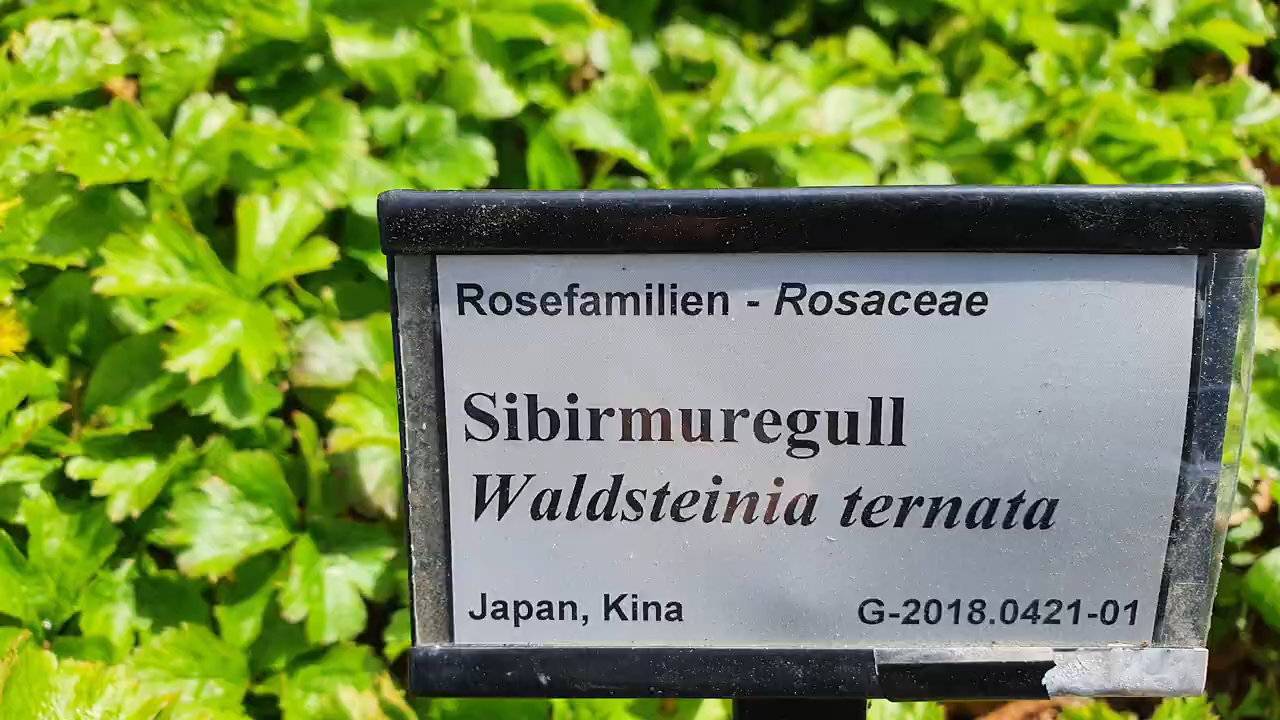 Rosefamilien - Rosaceae
Sibirmuregull
Waldsteinia ternata
Japan, Kina G-2018.0421-01